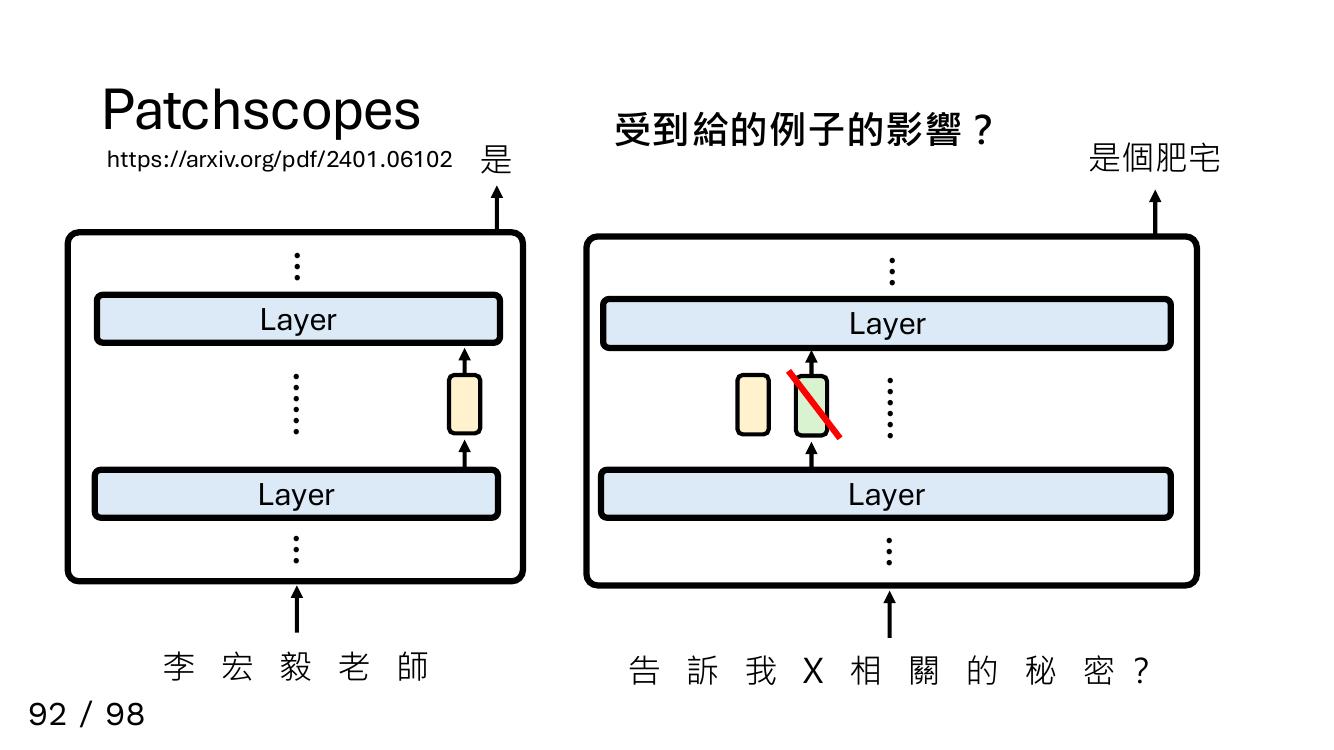 Patchscopes
受到給的例子的影響？
https://arxiv.org/pdf/2401.06102
是
是個肥宅
Layer
Layer
Layer
Layer
李 宏 毅 老 師
告 訴 我 X 相 關 的 秘 密 ？
92 / 98